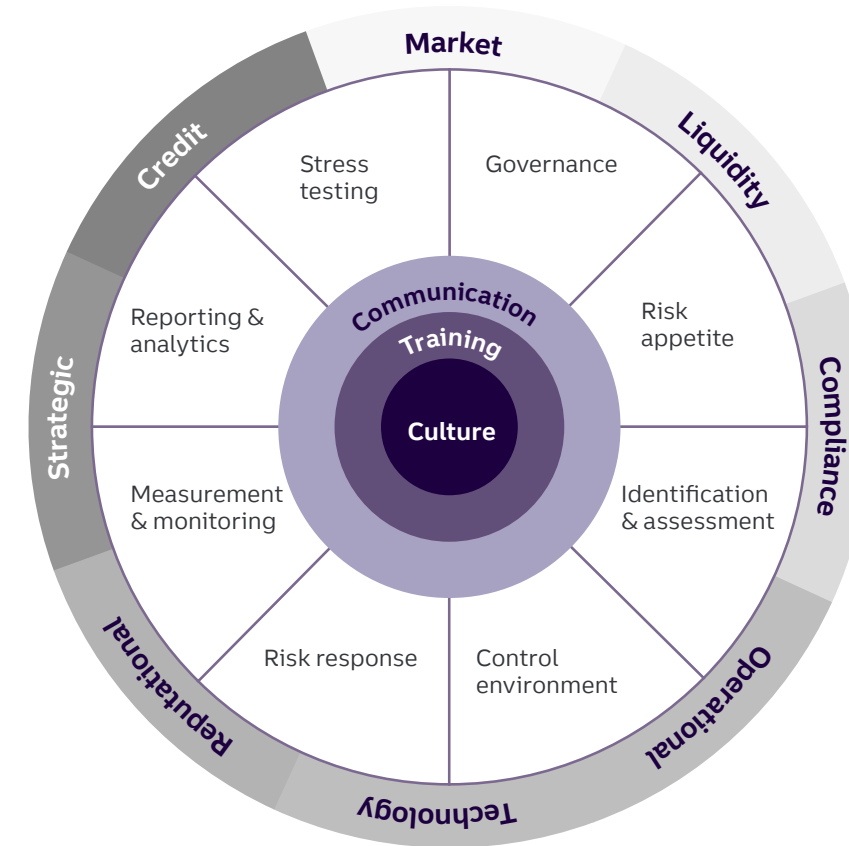 Market
Liquidity
Compliance
Operational
Technology
Reputational
Strategic
Credit
Stress
testing
Governance
Risk
appetite
Identification
& assessment
Control
environment
Risk response
Measurement
& monitoring
Reporting &
analytics
Communication
Training
Culture